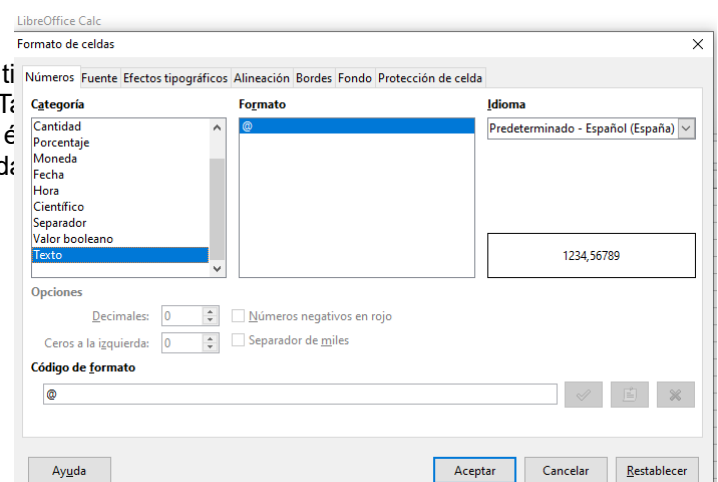 LibreOffice Calc
Formato de celdas
Números Fuente Efectos tipográficos Alineación Bordes Fondo Protección de celda
Categoría
Cantidad
Porcentaje
Moneda
Fecha
Hora
Científico
Separador
Valor booleano
Texto
Formato
@
Idioma
Predeterminado - Español (España)
1234,56789
Opciones
Decimales: 0
Números negativos en rojo
Ceros a la izquierda: 0
Separador de miles
Código de formato
@
Ayuda Aceptar Cancelar Restablecer